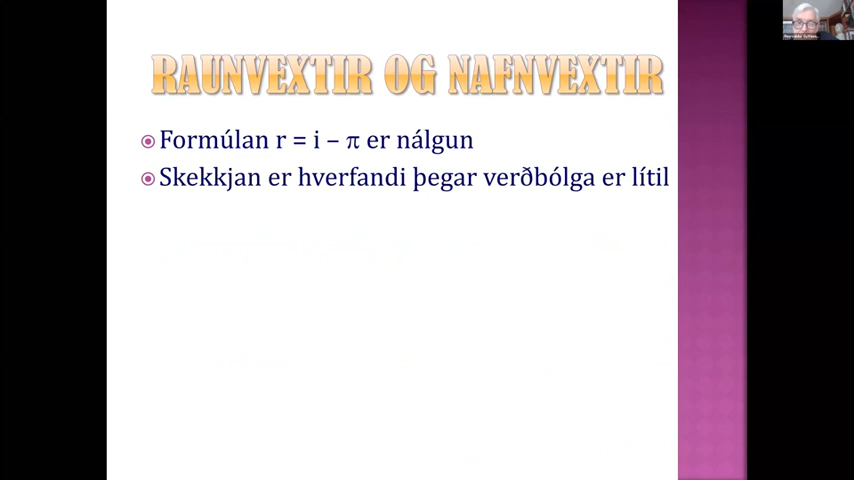 RAUNVEXTIR OG NAFNVEXTIR
Formúlan r = i – π er nálgun
Skekkjan er hverfandi þegar verðbólga er lítil